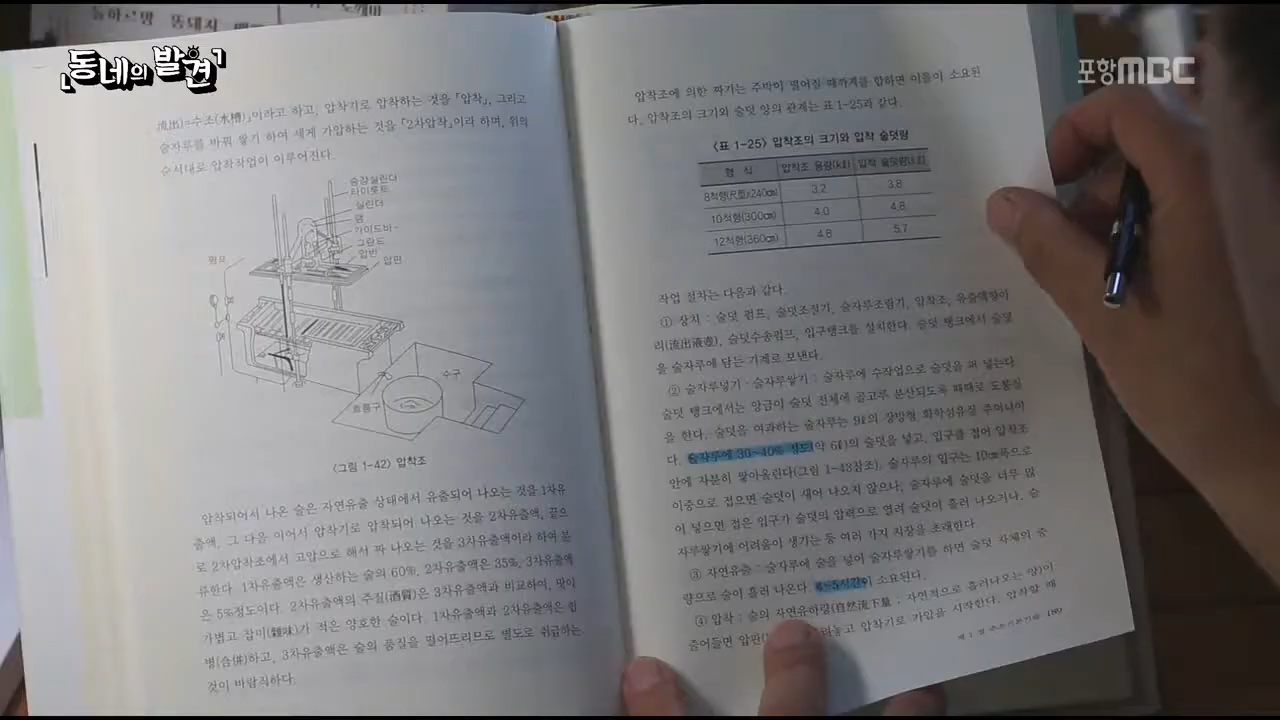 동네의 발견
포항MBC
流出)=수조(水槽)」이라고 하고, 압착기로 압착하는 것을 「압착」, 그리고
술자루를 바꿔 쌓기 하여 세게 가압하는 것을 「2차압착」이라 하며, 위의
순서대로 압착작업이 이루어진다.
실린더
펌
가이드바-
그란트
압반
압판
수구
호름구
<그림 1-42> 압착조
압착되어서 나온 술은 자연유출 상태에서 유출되어 나오는 것을 1차유
출액, 그 다음 이어서 압착기로 압착되어 나오는 것을 2차유출액, 끝으
로 2차압착조에서 고압으로 해서 짜 나오는 것을 3차유출액이라 하여 분
류한다. 1차유출액은 생산하는 술의 60%, 2차유출액은 35%, 3차유출액
은 5%정도이다. 2차유출액의 주질(酒質)은 3차유출액과 비교하여, 맛이
가볍고 잡미(雜味)가 적은 양호한 술이다. 1차유출액과 2차유출액은 합
병(合倂)하고, 3차유출액은 술의 품질을 떨어뜨리므로 별도로 취급하는
것이 바람직하다.
압착조에 의한 짜기는 주박이 떨어질 때까지를 합하면 이틀이 소요된
다. 압착조의 크기와 술덧 양의 관계는 표 1-25과 같다.
<표 1-25> 압착조의 크기와 압착 술덧량
형 식 압착조 용량(kℓ) 압착 술덧량(kℓ)
8척형(尺型)(240㎝) 3.2 3.8
10척형(300㎝) 4.0 4.8
12척형(360㎝) 4.8 5.7
작업 절차는 다음과 같다.
① 장치 : 술덧 펌프, 술덧조절기, 술자루조립기, 압착조, 유출액항아
리(流出液壺), 술덧수송펌프, 입구탱크를 설치한다. 술덧 탱크에서 술덧
을 술자루에 담는 기계로 보낸다.
② 술자루넣기·술자루쌓기 : 술자루에 수작업으로 술덧을 퍼 넣는다.
술덧 탱크에서는 앙금이 술덧 전체에 골고루 분산되도록 때때로 도봉질
을 한다. 술덧을 여과하는 술자루는 9ℓ의 장방형 화학섬유실 주머니이
다. 술자루에 30~40% 정도(약 6ℓ)의 술덧을 넣고, 입구를 접어 압착조
안에 차분히 쌓아올린다(그림 1-43참조). 술자루의 입구는 10㎝폭으로
이중으로 접으면 술덧이 새어 나오지 않으나, 술자루에 술덧을 너무 많
이 넣으면 접은 입구가 술덧의 압력으로 열려 술덧이 흘러 나오거나, 술
자루쌓기에 어려움이 생기는 등 여러 가지 지장을 초래한다.
③ 자연유출 : 술자루에 술을 넣어 술자루쌓기를 하면 술덧 자체의 중
량으로 술이 흘러 나온다. 4~5시간이 소요된다.
④ 압착 : 술의 자연유하량(自然流下量 : 자연적으로 흘러나오는 양)이
줄어들면 압판 놓고 압착기로 가압을 시작한다. 압착할 때
189